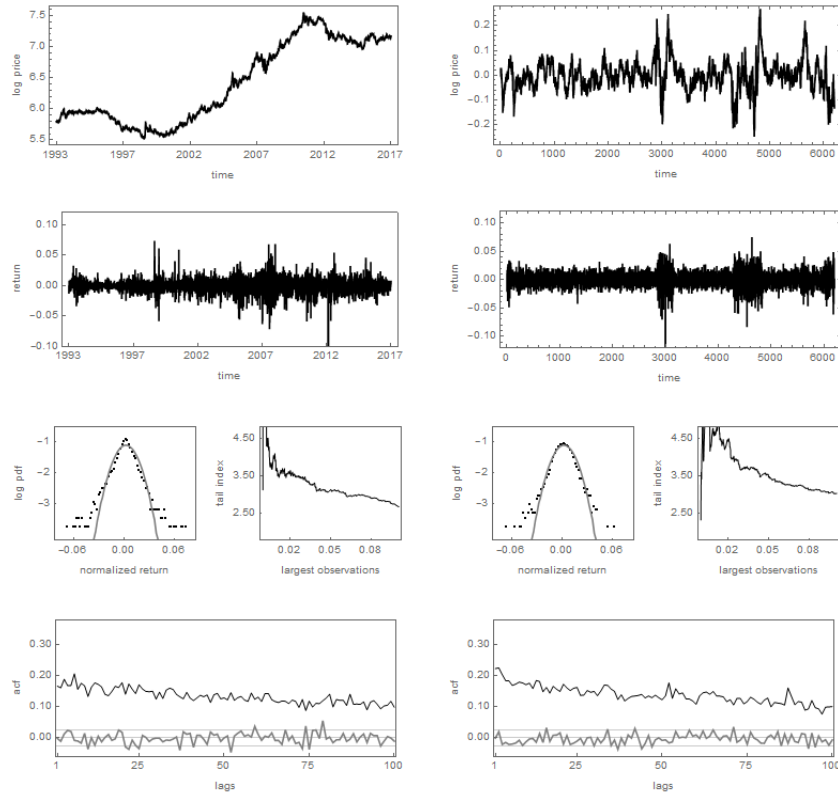 7.5
7.0
6.5
6.0
5.5
log price
1993 1997 2002 2007 2012 2017
time
0.2
0.1
0.0
-0.1
-0.2
log price
0 1000 2000 3000 4000 5000 6000
time
0.10
0.05
0.00
-0.05
-0.10
return
1993 1997 2002 2007 2012 2017
time
0.10
0.05
0.00
-0.05
-0.10
return
0 1000 2000 3000 4000 5000 6000
time
-1
-2
-3
log pdf
-0.06 0.00 0.06
normalized return
4.50
3.50
2.50
tail index
0.02 0.05 0.08
largest observations
-1
-2
-3
log pdf
-0.06 0.00 0.06
normalized return
4.50
3.50
2.50
tail index
0.02 0.05 0.08
largest observations
0.30
0.20
0.10
0.00
acf
1 25 50 75 100
lags
0.30
0.20
0.10
0.00
acf
1 25 50 75 100
lags